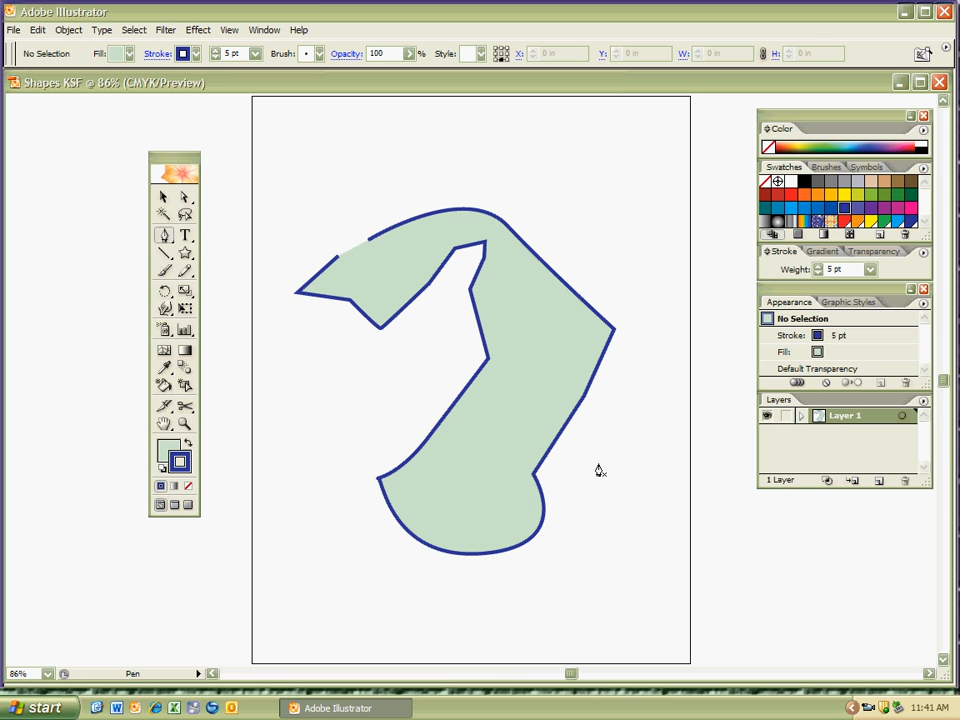 Adobe Illustrator
File Edit Object Type Select Filter Effect View Window Help
No Selection Fill: Stroke: 5 pt Brush: Opacity: 100 % Style: X: 0 in Y: 0 in W: 0 in H: 0 in
Shapes KSF @ 86% (CMYK/Preview)
Color
Swatches Brushes Symbols
Stroke Gradient Transparency
Weight: 5 pt
Appearance Graphic Styles
No Selection
Stroke: 5 pt
Fill:
Default Transparency
Layers
Layer 1
1 Layer
86% Pen
start Adobe Illustrator 11:41 AM